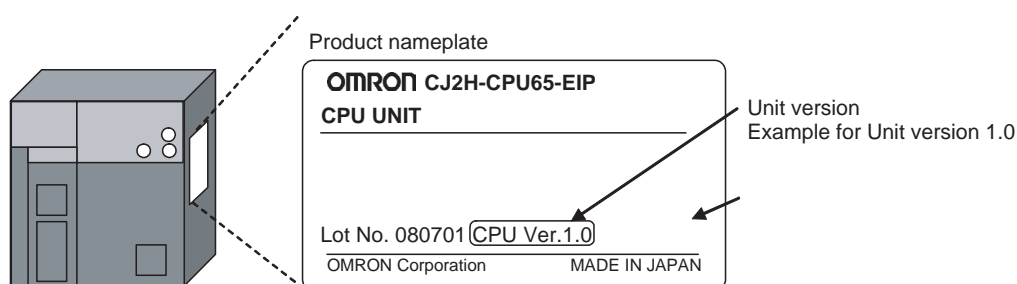 Product nameplate
OMRON CJ2H-CPU65-EIP
CPU UNIT
Unit version
Example for Unit version 1.0
Lot No. 080701 CPU Ver.1.0
OMRON Corporation MADE IN JAPAN